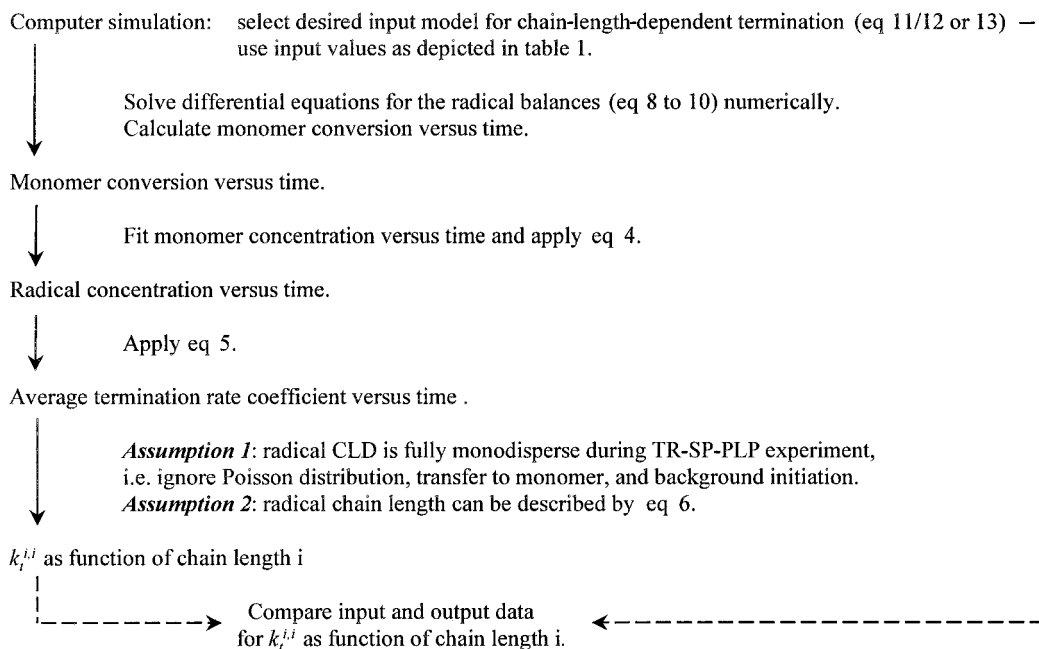 Computer simulation: select desired input model for chain-length-dependent termination (eq 11/12 or 13) –
use input values as depicted in table 1.
Solve differential equations for the radical balances (eq 8 to 10) numerically.
Calculate monomer conversion versus time.
Monomer conversion versus time.
Fit monomer concentration versus time and apply eq 4.
Radical concentration versus time.
Apply eq 5.
Average termination rate coefficient versus time .
Assumption 1: radical CLD is fully monodisperse during TR-SP-PLP experiment,
i.e. ignore Poisson distribution, transfer to monomer, and background initiation.
Assumption 2: radical chain length can be described by eq 6.
k_t^{i,i} as function of chain length i
Compare input and output data
for k_t^{i,i} as function of chain length i.